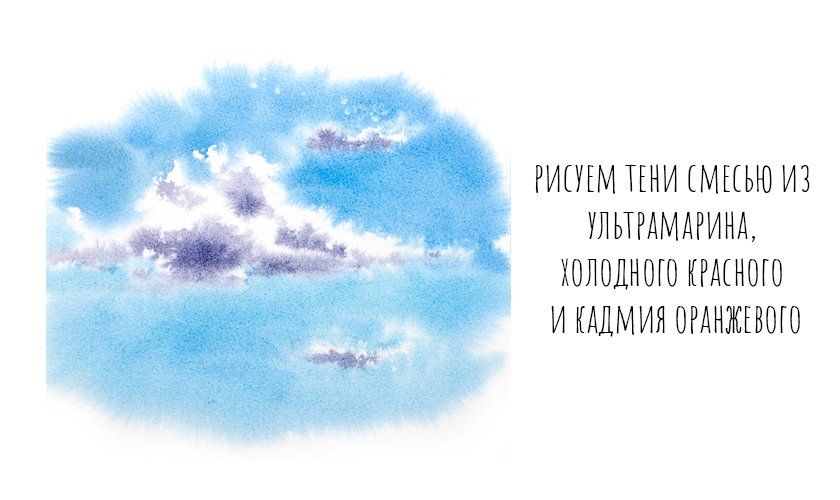 рисуем тени смесью из
ультрамарина,
холодного красного
и кадмия оранжевого